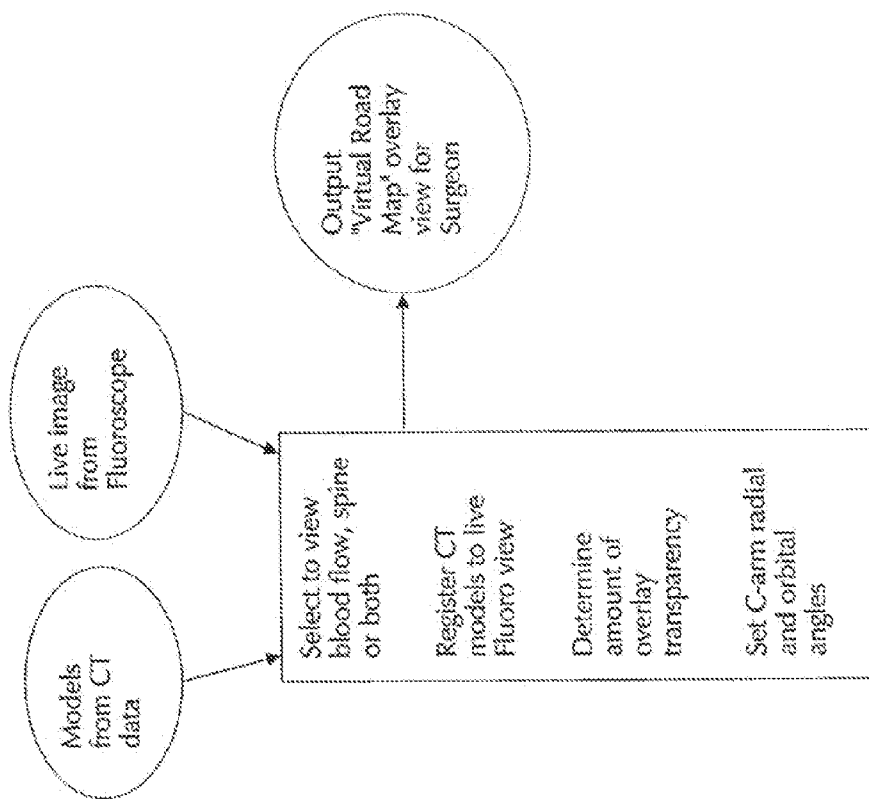 Models
from CT
data
Live image
from
Fluoroscope
Select to view
blood flow, spine
or both
Register CT
models to live
Fluoro view
Determine
amount of
overlay
transparency
Set C-arm radial
and orbital
angles
Output
"Virtual Road
Map" overlay
view for
Surgeon